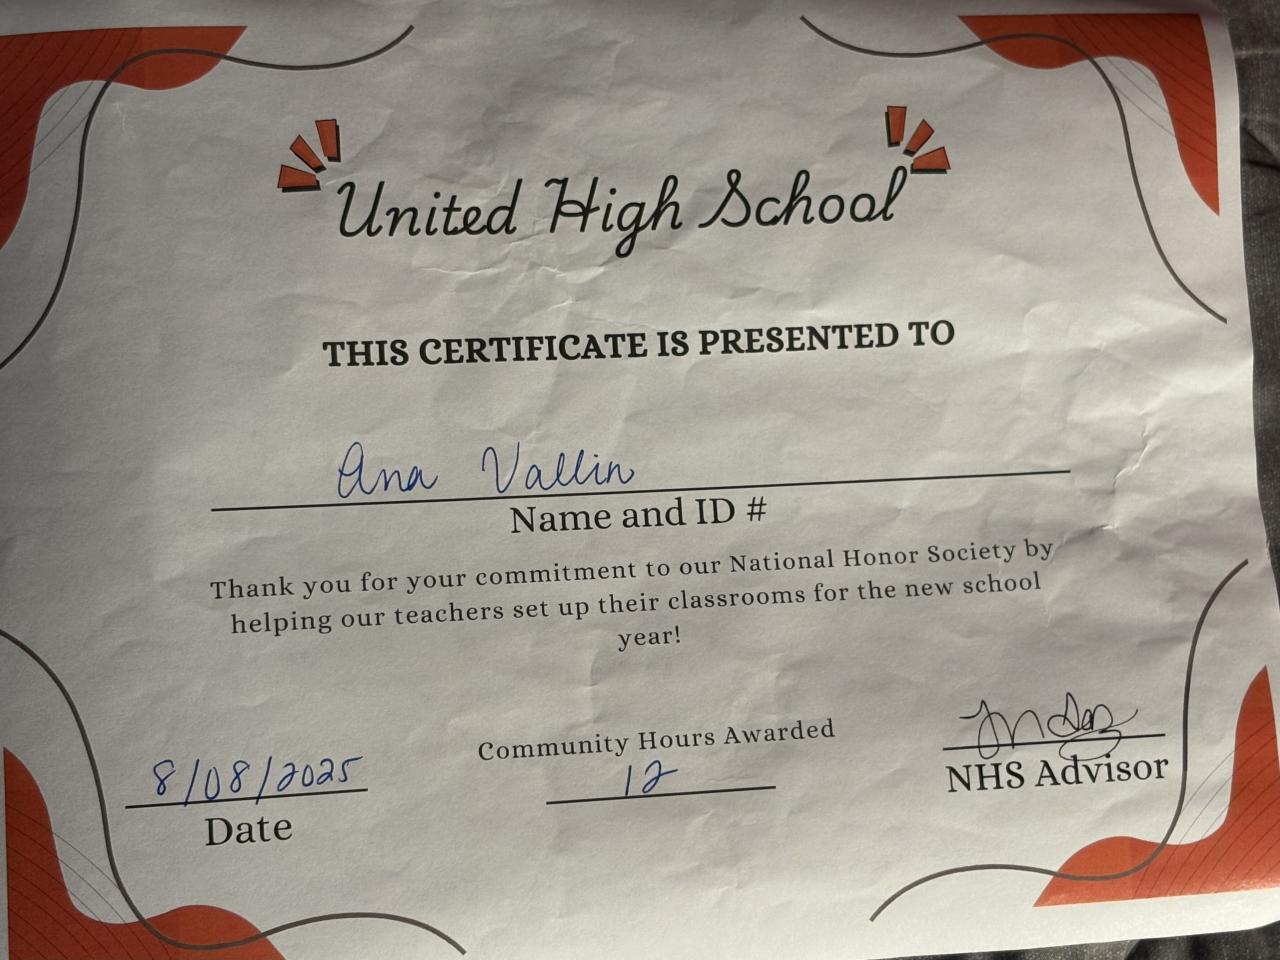 United High School
THIS CERTIFICATE IS PRESENTED TO
Ana Vallin
Name and ID #
Thank you for your commitment to our National Honor Society by
helping our teachers set up their classrooms for the new school
year!
8/08/2025
Date
Community Hours Awarded
12
NHS Advisor